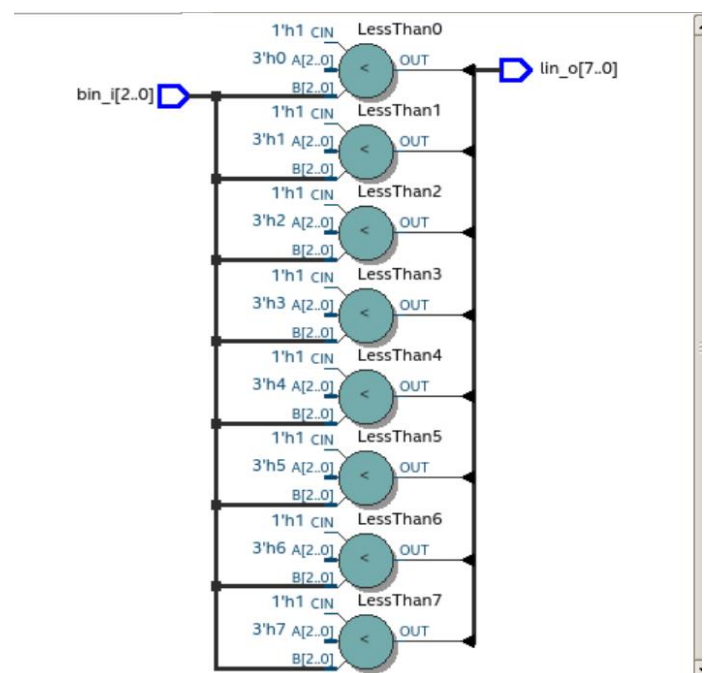 1'h1 CIN LessThan0
3'h0 A[2..0] < OUT lin_o[7..0]
bin_i[2..0] B[2..0]
1'h1 CIN LessThan1
3'h1 A[2..0] < OUT
B[2..0]
1'h1 CIN LessThan2
3'h2 A[2..0] < OUT
B[2..0]
1'h1 CIN LessThan3
3'h3 A[2..0] < OUT
B[2..0]
1'h1 CIN LessThan4
3'h4 A[2..0] < OUT
B[2..0]
1'h1 CIN LessThan5
3'h5 A[2..0] < OUT
B[2..0]
1'h1 CIN LessThan6
3'h6 A[2..0] < OUT
B[2..0]
1'h1 CIN LessThan7
3'h7 A[2..0] < OUT
B[2..0]